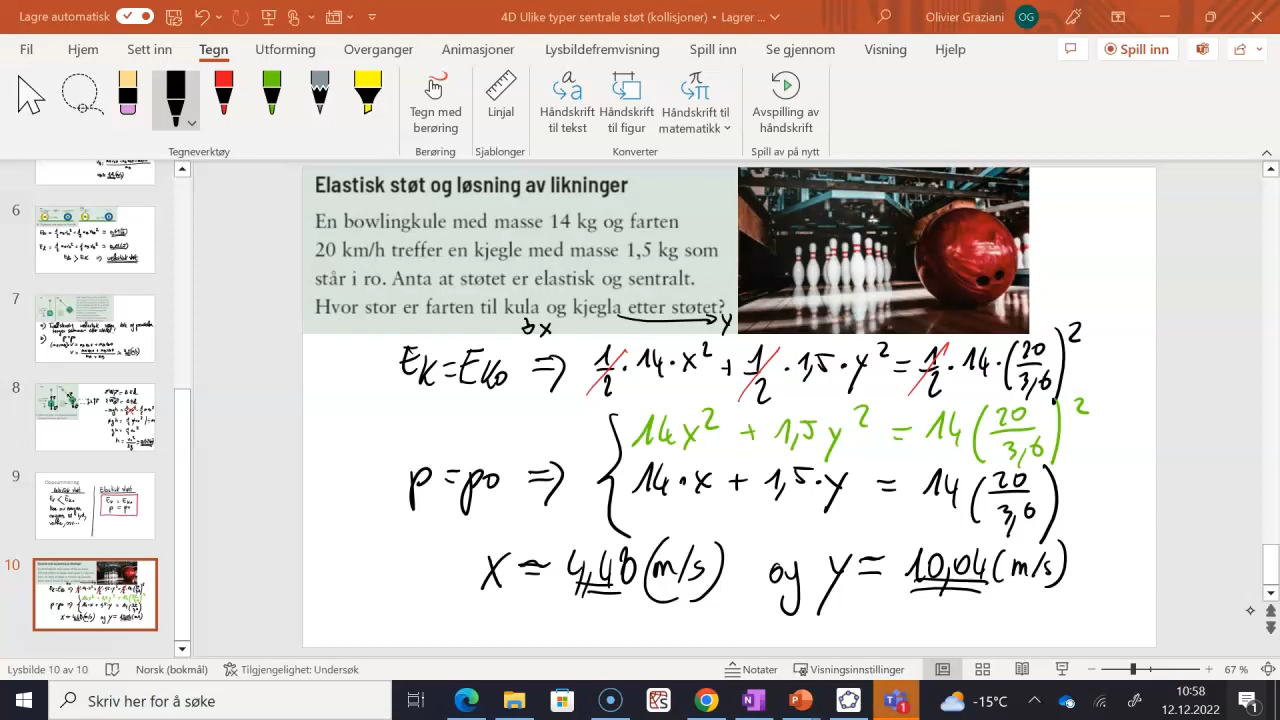 Lagre automatisk
4D Ulike typer sentrale støt (kollisjoner) - Lagrer ...
Olivier Graziani OG
Fil Hjem Sett inn Tegn Utforming Overganger Animasjoner Lysbildefremvisning Spill inn Se gjennom Visning Hjelp Spill inn
Tegn med berøring
Linjal
Håndskrift til tekst
Håndskrift til figur
Håndskrift til matematikk
Avspilling av håndskrift
Tegneverktøy Berøring Sjablonger Konverter Spill av på nytt
6
7
8
9
10
Elastisk støt og løsning av likninger
En bowlingkule med masse 14 kg og farten
20 km/h treffer en kjegle med masse 1,5 kg som
står i ro. Anta at støtet er elastisk og sentralt.
Hvor stor er farten til kula og kjegla etter støtet?
x y
EK = EK0 => 1/2 · 14 · x² + 1/2 · 1,5 · y² = 1/2 · 14 · (20/3,6)²
14x² + 1,5y² = 14(20/3,6)²
p = p0 => 14 · x + 1,5 · y = 14(20/3,6)
x = 4,48 (m/s) og y = 10,04 (m/s)
Lysbilde 10 av 10 Norsk (bokmål) Tilgjengelighet: Undersøk Notater Visningsinnstillinger 67 %
Skriv her for å søke
-15°C
10:58
12.12.2022
1